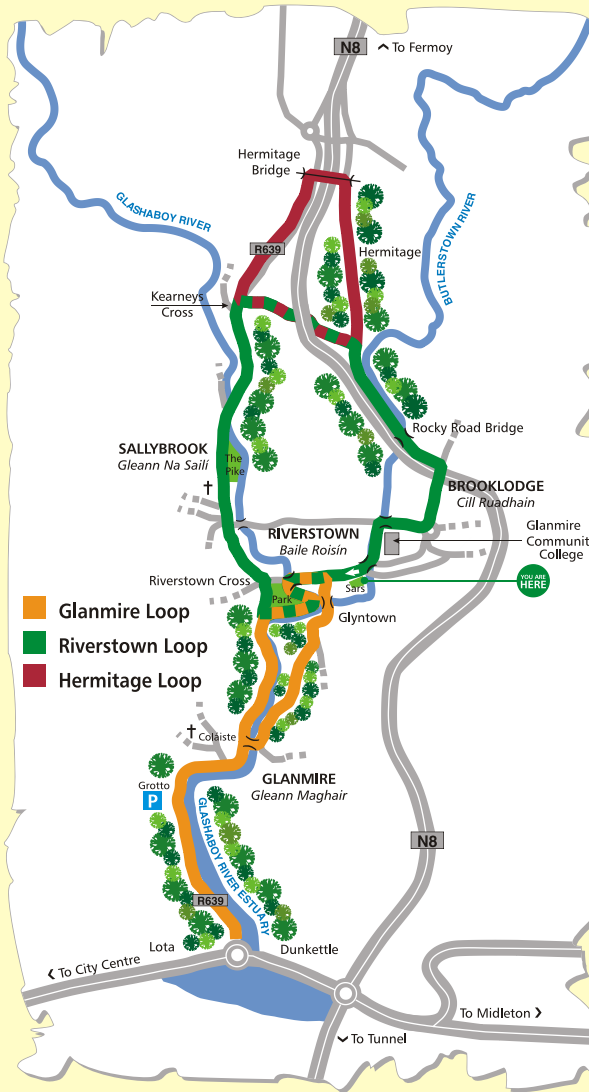 N8
^ To Fermoy
Hermitage
Bridge
GLASHABOY RIVER
BUTLERSTOWN RIVER
R639
Hermitage
Kearneys
Cross
Rocky Road Bridge
SALLYBROOK
Gleann Na Sailí
The
Pike
BROOKLODGE
Cill Ruadhain
RIVERSTOWN
Baile Roisín
Glanmire
Community
College
Riverstown Cross
Park
Sars
YOU ARE
HERE
Glyntown
Glanmire Loop
Riverstown Loop
Hermitage Loop
Coláiste
GLANMIRE
Gleann Maghair
Grotto
P
GLASHABOY RIVER ESTUARY
N8
R639
Lota
Dunkettle
< To City Centre
To Midleton >
To Tunnel